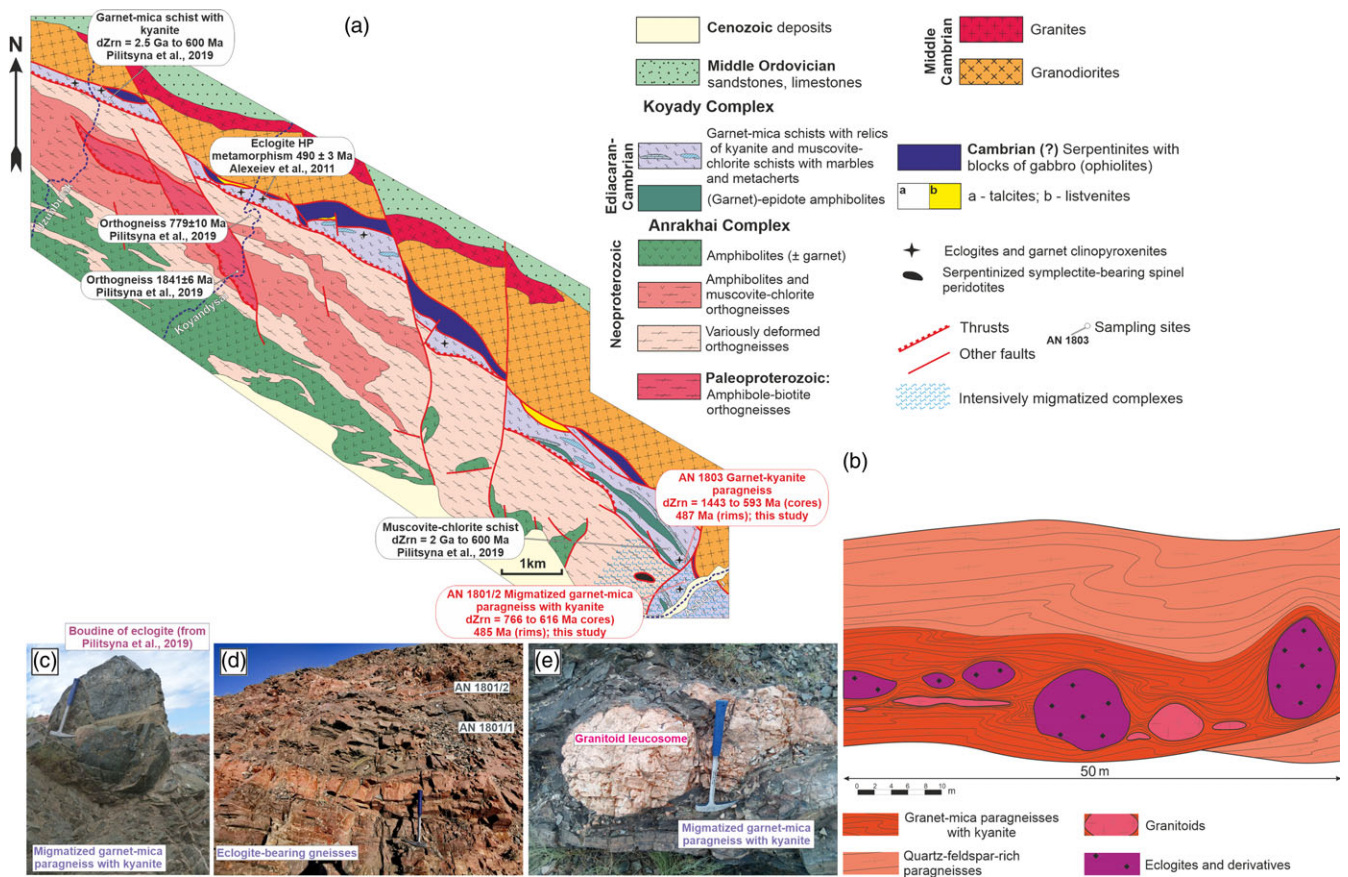 (a)
N
Garnet-mica schist with
kyanite
dZrn = 2.5 Ga to 600 Ma
Pilitsyna et al., 2019
Eclogite HP
metamorphism 490 ± 3 Ma
Alexeiev et al., 2011
Orthogneiss 779±10 Ma
Pilitsyna et al., 2019
Orthogneiss 1841±6 Ma
Pilitsyna et al., 2019
Muscovite-chlorite schist
dZrn = 2 Ga to 600 Ma
Pilitsyna et al., 2019
1km
AN 1803 Garnet-kyanite
paragneiss
dZrn = 1443 to 593 Ma (cores)
487 Ma (rims); this study
AN 1801/2 Migmatized garnet-mica
paragneiss with kyanite
dZrn = 766 to 616 Ma cores)
485 Ma (rims); this study
Cenozoic deposits
Middle Ordovician
sandstones, limestones
Koyady Complex
Ediacaran-
Cambrian
Garnet-mica schists with relics
of kyanite and muscovite-
chlorite schists with marbles
and metacherts
(Garnet)-epidote amphibolites
Anrakhai Complex
Neoproterozoic
Amphibolites (± garnet)
Amphibolites and
muscovite-chlorite
orthogneisses
Variously deformed
orthogneisses
Paleoproterozoic:
Amphibole-biotite
orthogneisses
Middle
Cambrian
Granites
Granodiorites
Cambrian (?) Serpentinites with
blocks of gabbro (ophiolites)
a
b
a - talcites; b - listvenites
Eclogites and garnet clinopyroxenites
Serpentinized symplectite-bearing spinel
peridotites
Thrusts
AN 1803
Sampling sites
Other faults
Intensively migmatized complexes
(b)
50 m
0 2 4 6 8 10
m
Granet-mica paragneisses
with kyanite
Quartz-feldspar-rich
paragneisses
Granitoids
Eclogites and derivatives
Boudine of eclogite (from
Pilitsyna et al., 2019)
(c)
Migmatized garnet-mica
paragneiss with kyanite
(d)
AN 1801/2
AN 1801/1
Eclogite-bearing gneisses
(e)
Granitoid leucosome
Migmatized garnet-mica
paragneiss with kyanite